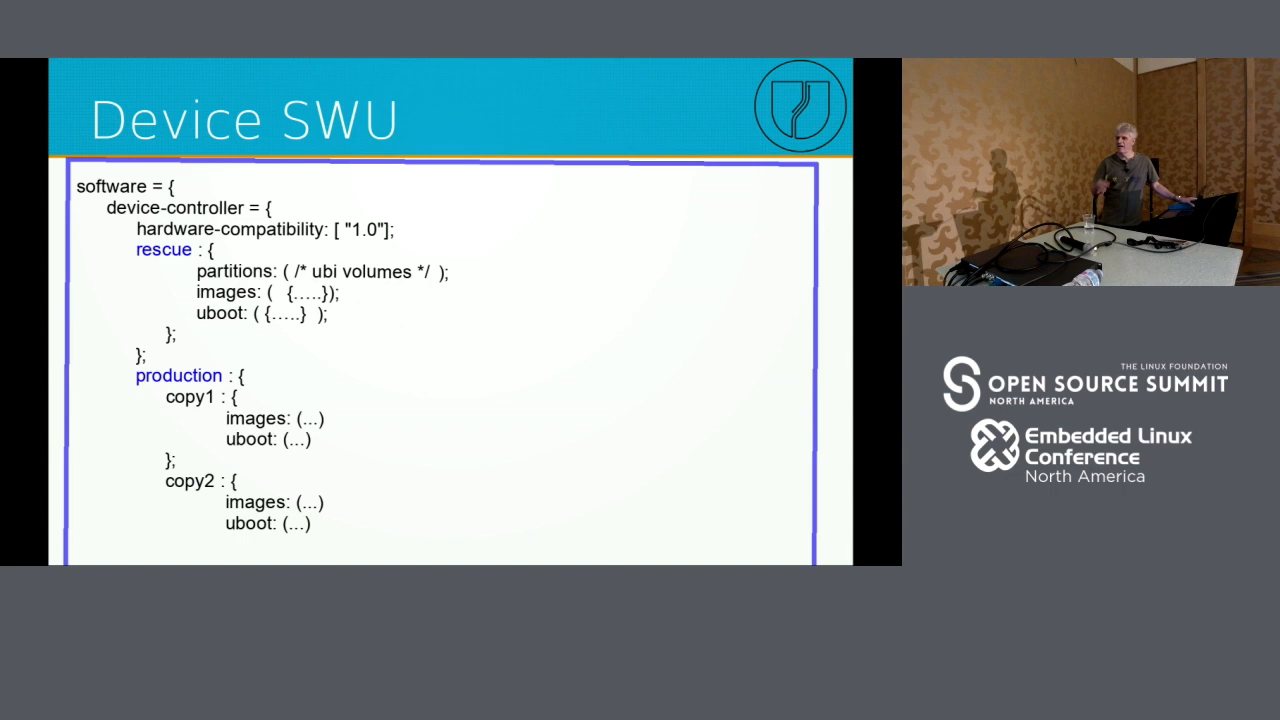 Device SWU
software = {
device-controller = {
hardware-compatibility: [ "1.0"];
rescue : {
partitions: ( /* ubi volumes */ );
images: ( {…..});
uboot: ( {…..} );
};
};
production : {
copy1 : {
images: (...)
uboot: (...)
};
copy2 : {
images: (...)
uboot: (...)
THE LINUX FOUNDATION
OPEN SOURCE SUMMIT
NORTH AMERICA
Embedded Linux
Conference
North America